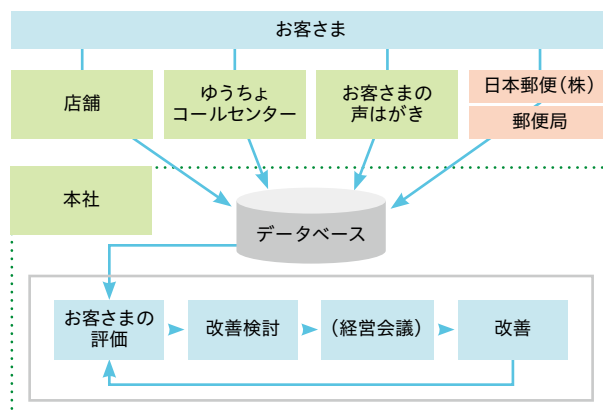 お客さま
店舗
ゆうちょ
コールセンター
お客さまの
声はがき
日本郵便（株）
郵便局
本社
データベース
お客さまの
評価
改善検討
（経営会議）
改善